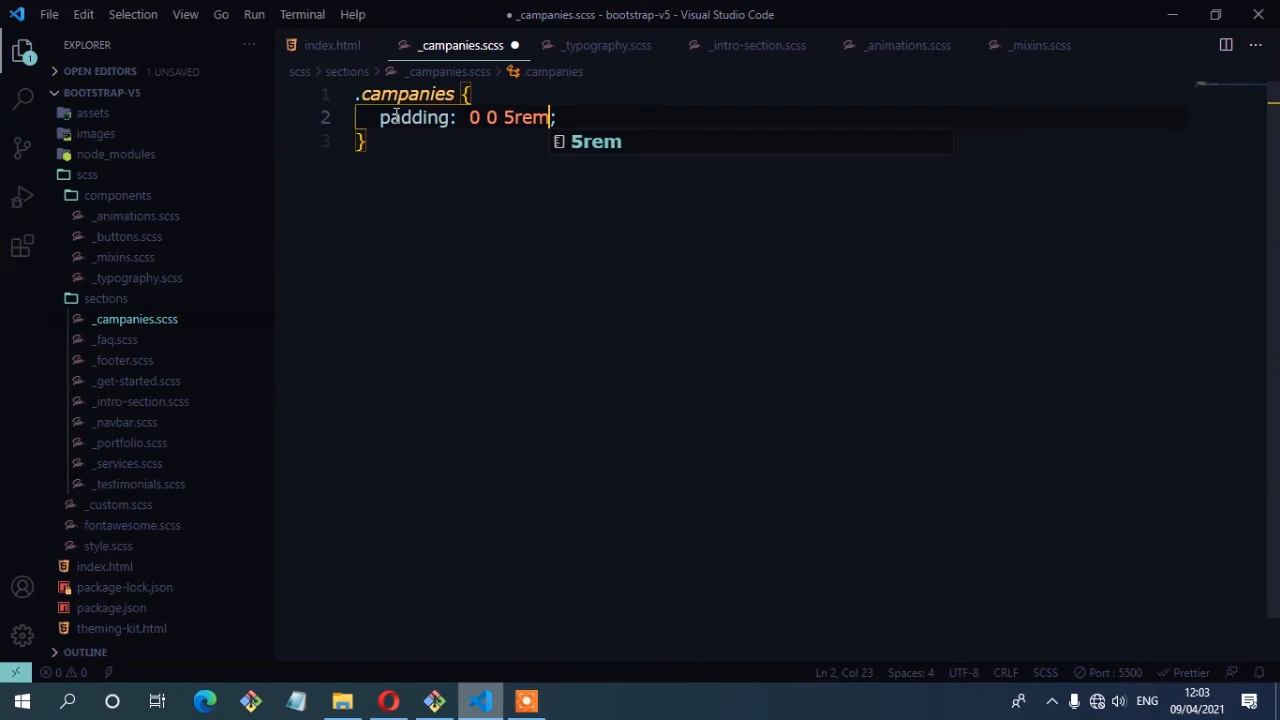 File Edit Selection View Go Run Terminal Help ● _campanies.scss - bootstrap-v5 - Visual Studio Code
EXPLORER ···
index.html _campanies.scss ● _typography.scss _intro-section.scss _animations.scss _mixins.scss ···
OPEN EDITORS 1 UNSAVED
scss › sections › _campanies.scss › .campanies
BOOTSTRAP-V5
assets
images
node_modules
scss
components
_animations.scss
_buttons.scss
_mixins.scss
_typography.scss
sections
_campanies.scss
_faq.scss
_footer.scss
_get-started.scss
_intro-section.scss
_navbar.scss
_portfolio.scss
_services.scss
_testimonials.scss
_custom.scss
fontawesome.scss
style.scss
index.html
package-lock.json
package.json
theming-kit.html
OUTLINE
1 .campanies {
2 padding: 0 0 5rem;
5rem
3 }
0 0 Ln 2, Col 23 Spaces: 4 UTF-8 CRLF SCSS Port : 5500 Prettier
ENG 12:03
09/04/2021
1